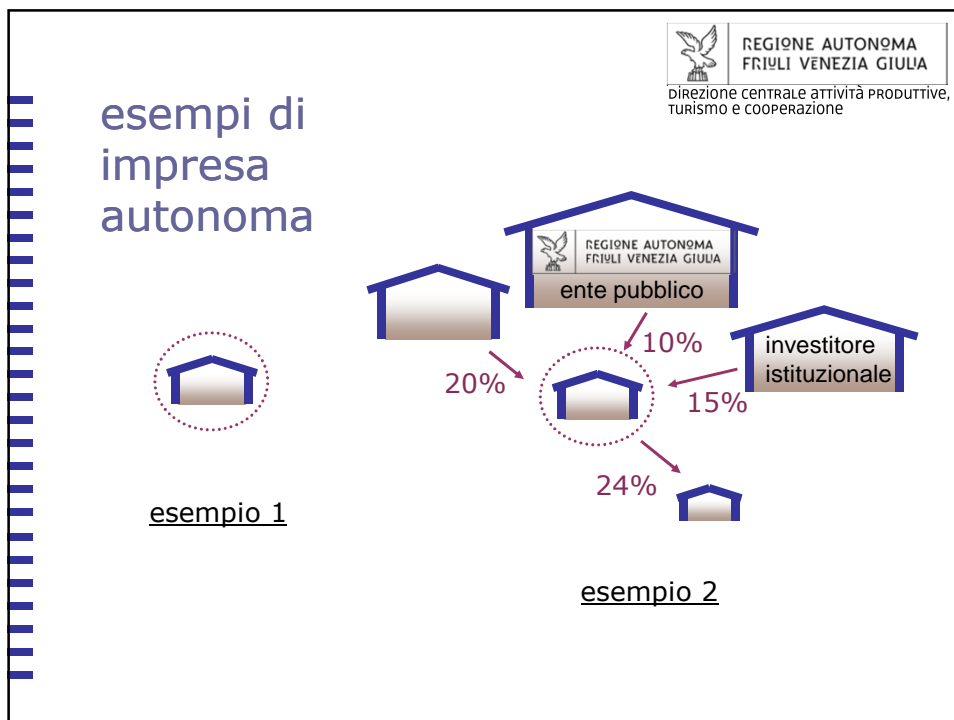 REGIONE AUTONOMA
FRIULI VENEZIA GIULIA
DIREZIONE CENTRALE ATTIVITÀ PRODUTTIVE,
TURISMO E COOPERAZIONE
esempi di
impresa
autonoma
REGIONE AUTONOMA
FRIULI VENEZIA GIULIA
ente pubblico
investitore
istituzionale
10%
20%
15%
24%
esempio 1
esempio 2